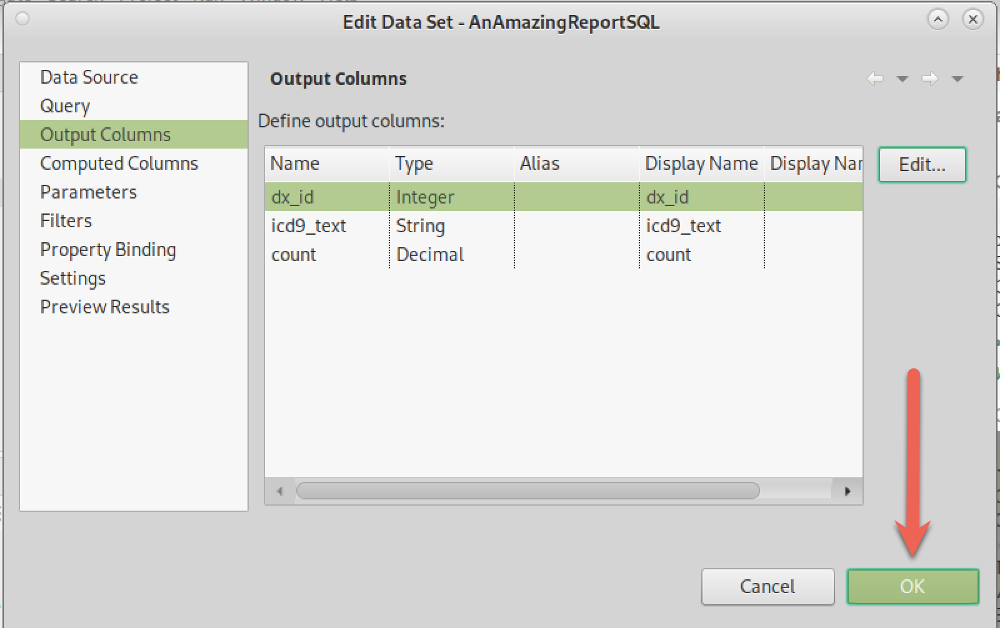 Edit Data Set - AnAmazingReportSQL
Data Source
Query
Output Columns
Computed Columns
Parameters
Filters
Property Binding
Settings
Preview Results
Output Columns
Define output columns:
Name Type Alias Display Name Display Nar
dx_id Integer dx_id
icd9_text String icd9_text
count Decimal count
Edit...
Cancel OK